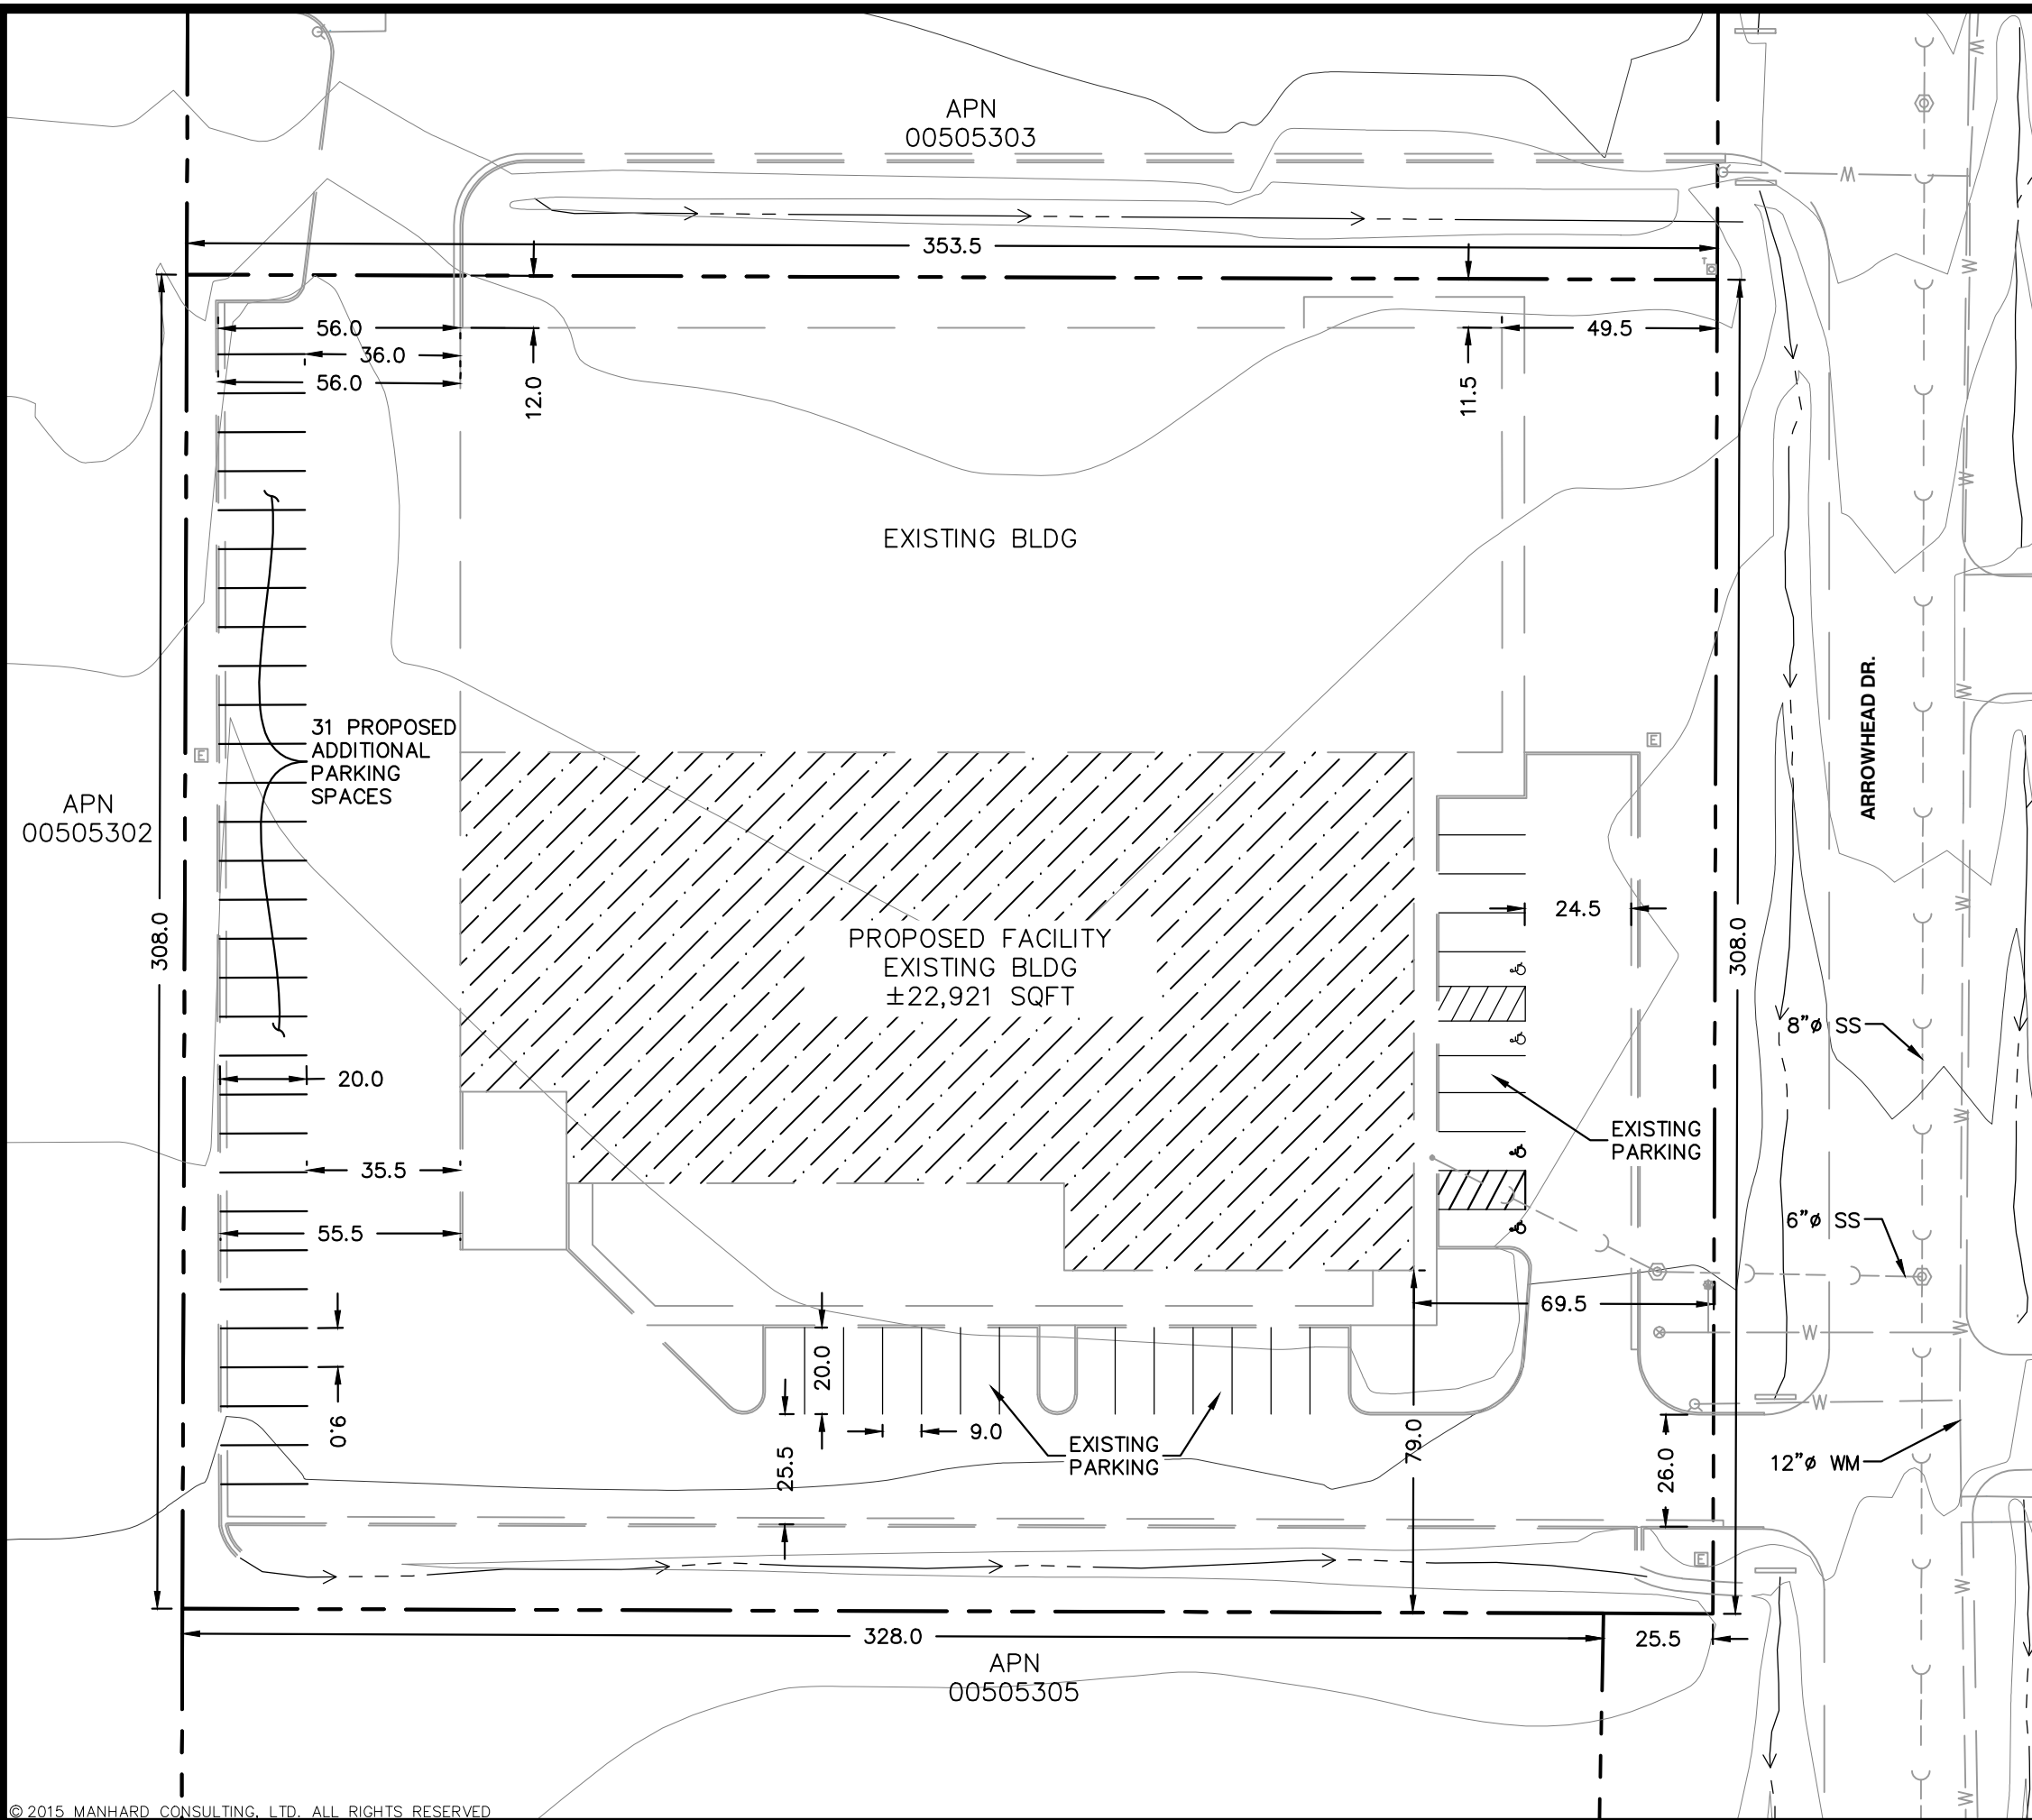 APN
00505303
W
353.5
T
56.0
49.5
36.0
56.0
12.0
11.5
W
W
W
EXISTING BLDG
W
ARROWHEAD DR.
31 PROPOSED
ADDITIONAL
PARKING
SPACES
E
E
APN
00505302
308.0
24.5
308.0
W
PROPOSED FACILITY
EXISTING BLDG
±22,921 SQFT
8"ø SS
20.0
W
EXISTING
PARKING
35.5
6"ø SS
55.5
69.5
W
W
20.0
9.0
9.0
W
79.0
EXISTING
PARKING
25.5
26.0
12"ø WM
E
W
328.0
25.5
APN
00505305
W
© 2015 MANHARD CONSULTING, LTD. ALL RIGHTS RESERVED